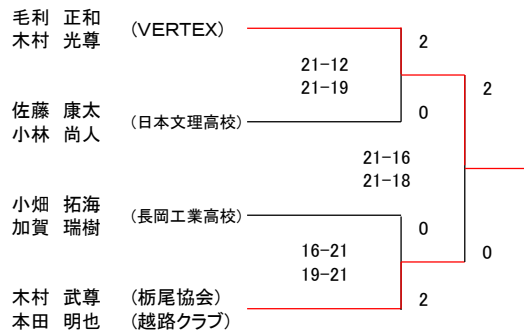 毛利 正和
木村 光尊 (VERTEX)
2
21-12
21-19
2
佐藤 康太
小林 尚人 (日本文理高校)
0
21-16
21-18
小畑 拓海
加賀 瑞樹 (長岡工業高校)
0
0
16-21
19-21
木村 武尊 (栃尾協会)
2
本田 明也 (越路クラブ)